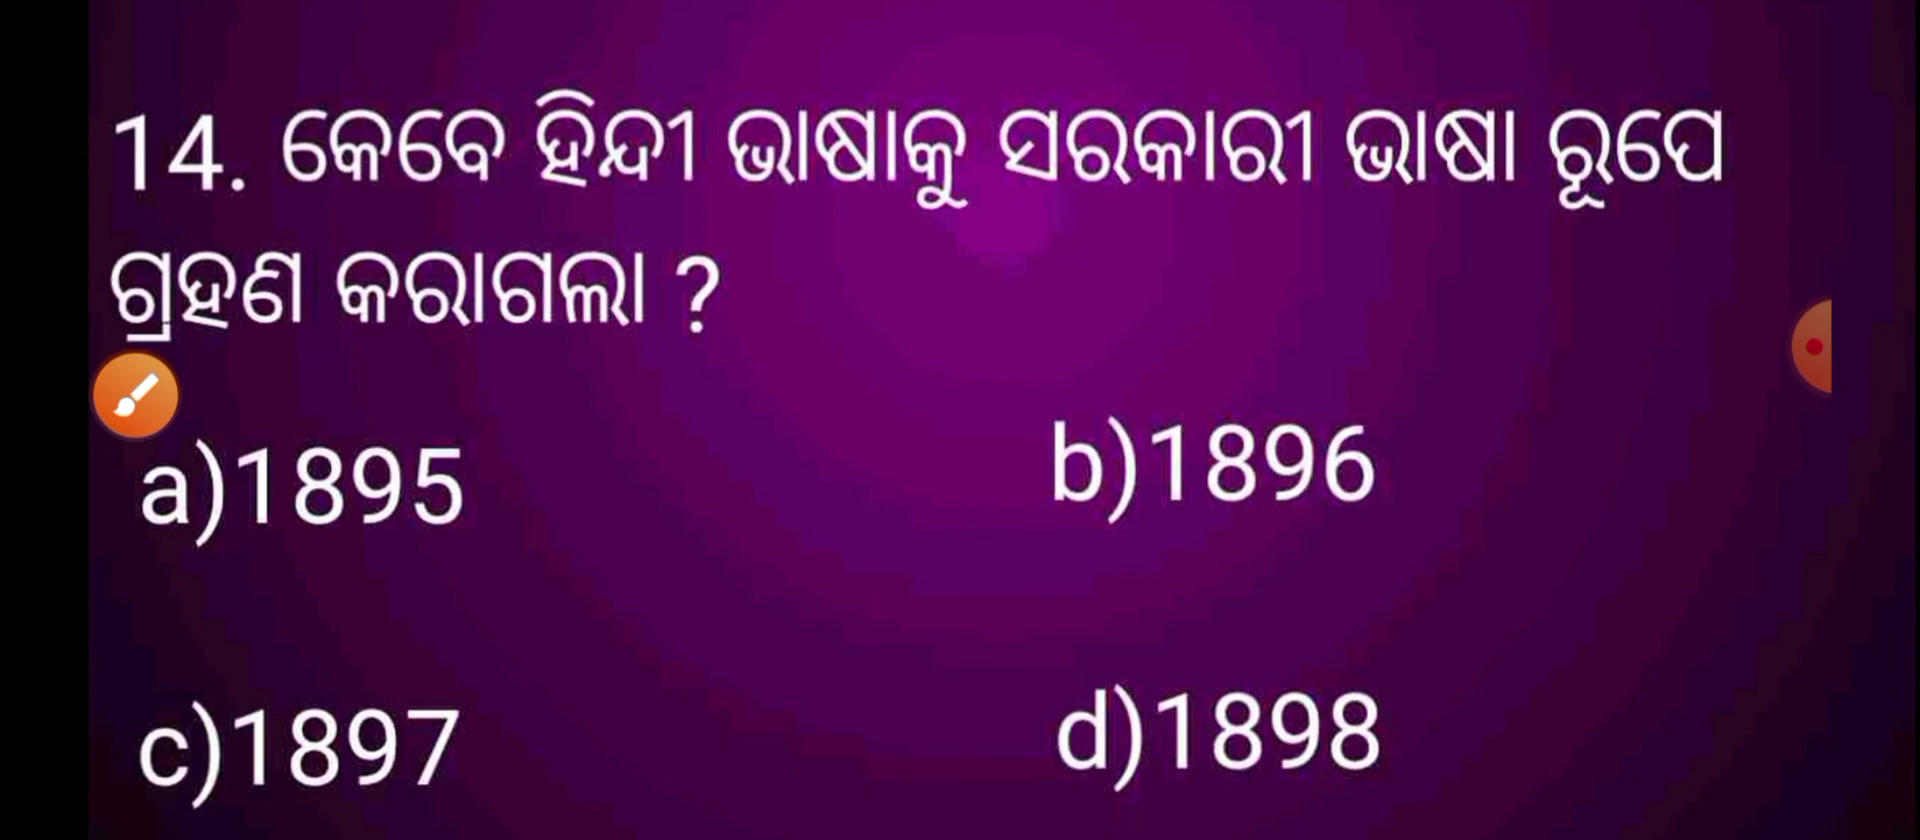 14. କେବେ ହିନ୍ଦୀ ଭାଷାକୁ ସରକାରୀ ଭାଷା ରୂପେ
ଗ୍ରହଣ କରାଗଲା ?
a)1895
b)1896
c)1897
d)1898